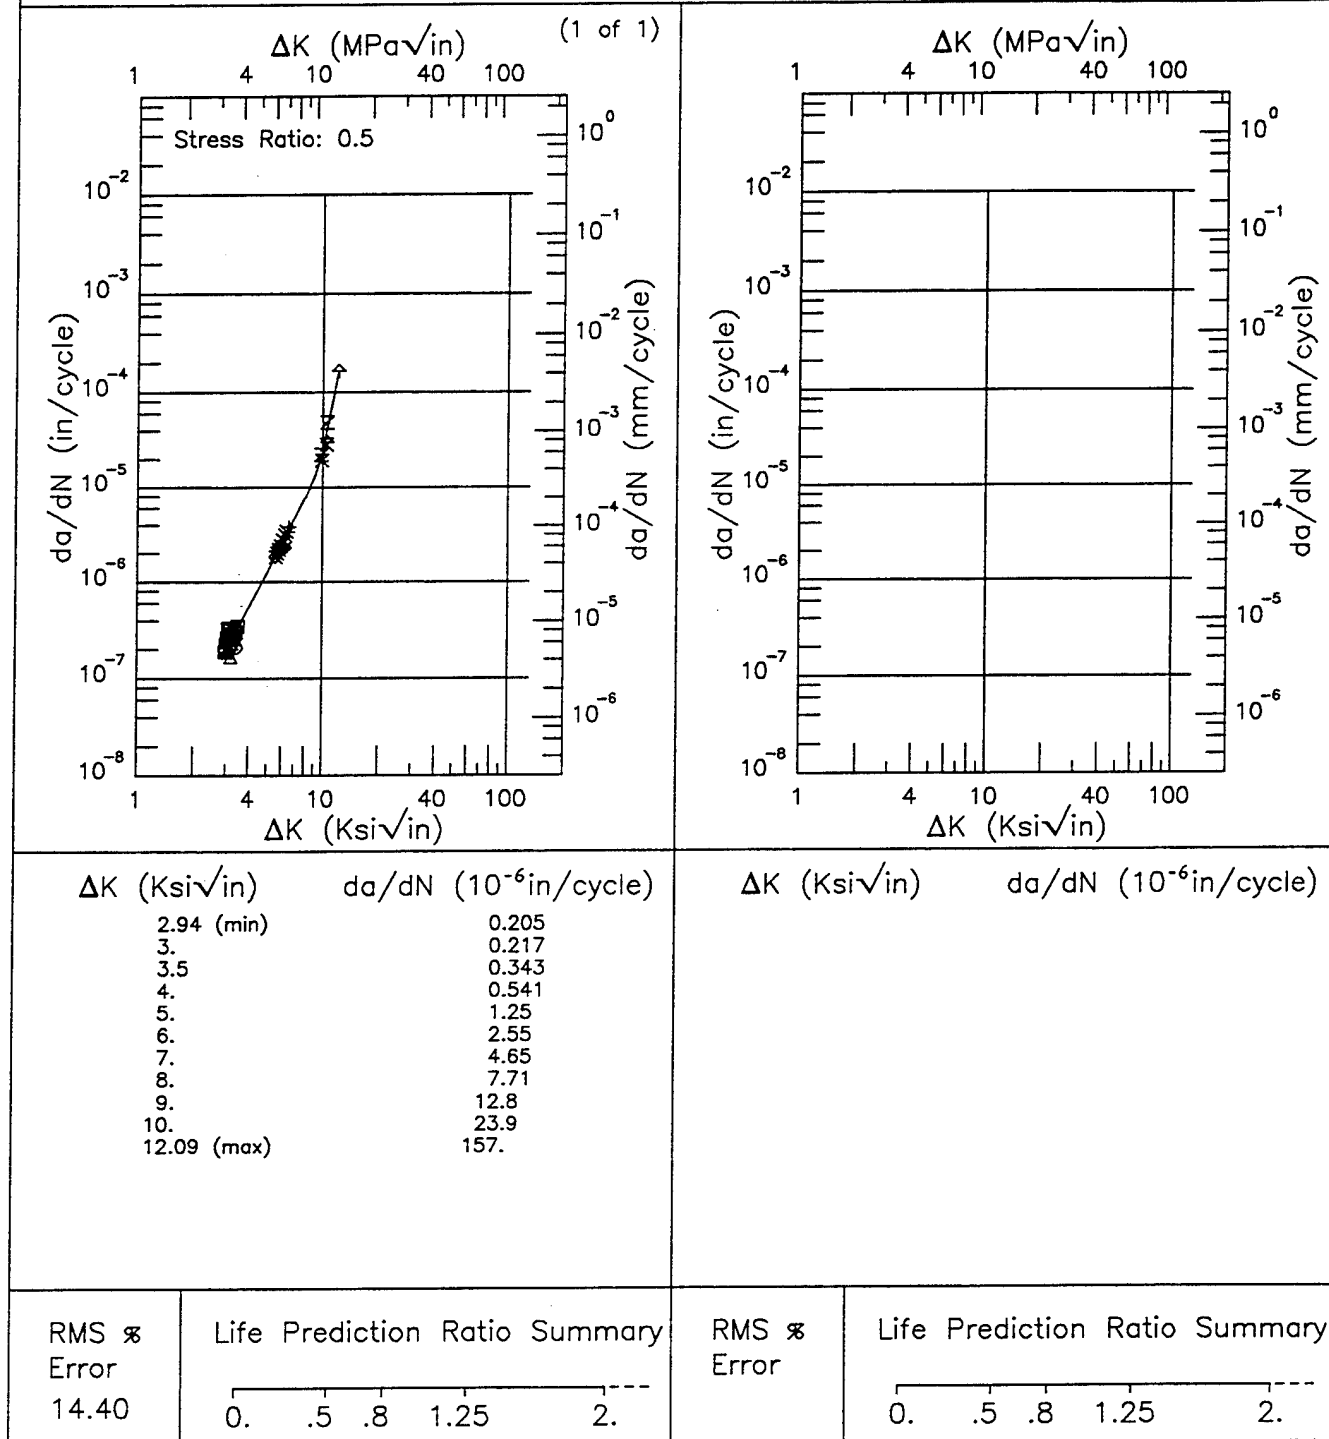 (1 of 1)
ΔK (MPa√in)
1 4 10 40 100
Stress Ratio: 0.5
10⁰
10⁻²
10⁻¹
10⁻³
10⁻²
10⁻⁴
10⁻³
10⁻⁵
10⁻⁴
10⁻⁶
10⁻⁵
10⁻⁷
10⁻⁶
10⁻⁸
da/dN (in/cycle)
da/dN (mm/cycle)
1 4 10 40 100
ΔK (Ksi√in)
ΔK (MPa√in)
1 4 10 40 100
10⁰
10⁻²
10⁻¹
10⁻³
10⁻²
10⁻⁴
10⁻³
10⁻⁵
10⁻⁴
10⁻⁶
10⁻⁵
10⁻⁷
10⁻⁶
10⁻⁸
da/dN (in/cycle)
da/dN (mm/cycle)
1 4 10 40 100
ΔK (Ksi√in)
ΔK (Ksi√in) da/dN (10⁻⁶in/cycle)
2.94 (min) 0.205
3. 0.217
3.5 0.343
4. 0.541
5. 1.25
6. 2.55
7. 4.65
8. 7.71
9. 12.8
10. 23.9
12.09 (max) 157.
ΔK (Ksi√in) da/dN (10⁻⁶in/cycle)
RMS %
Error
14.40
Life Prediction Ratio Summary
0. .5 .8 1.25 2.
RMS %
Error
Life Prediction Ratio Summary
0. .5 .8 1.25 2.